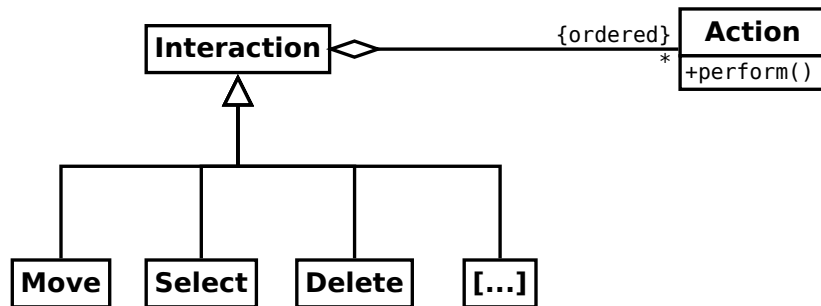 Interaction
{ordered}
*
Action
+perform()
Move
Select
Delete
[...]